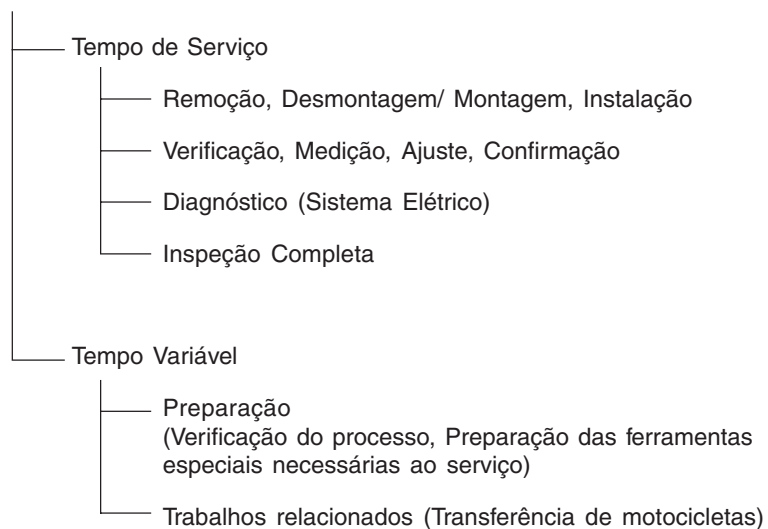 Tempo de Serviço
Remoção, Desmontagem/ Montagem, Instalação
Verificação, Medição, Ajuste, Confirmação
Diagnóstico (Sistema Elétrico)
Inspeção Completa
Tempo Variável
Preparação
(Verificação do processo, Preparação das ferramentas
especiais necessárias ao serviço)
Trabalhos relacionados (Transferência de motocicletas)